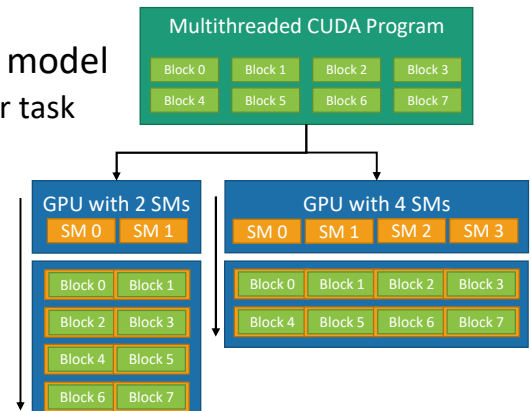 Multithreaded CUDA Program
model
Block 0 Block 1 Block 2 Block 3
r task
Block 4 Block 5 Block 6 Block 7
GPU with 2 SMs
SM 0 SM 1
Block 0 Block 1
Block 2 Block 3
Block 4 Block 5
Block 6 Block 7
GPU with 4 SMs
SM 0 SM 1 SM 2 SM 3
Block 0 Block 1 Block 2 Block 3
Block 4 Block 5 Block 6 Block 7